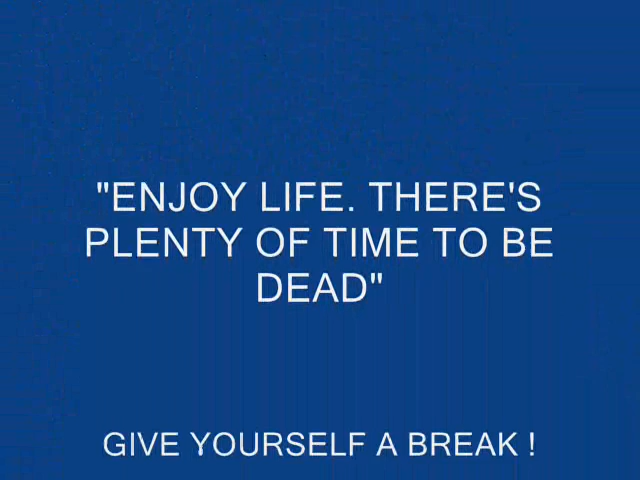 "ENJOY LIFE. THERE'S
PLENTY OF TIME TO BE
DEAD"
GIVE YOURSELF A BREAK !